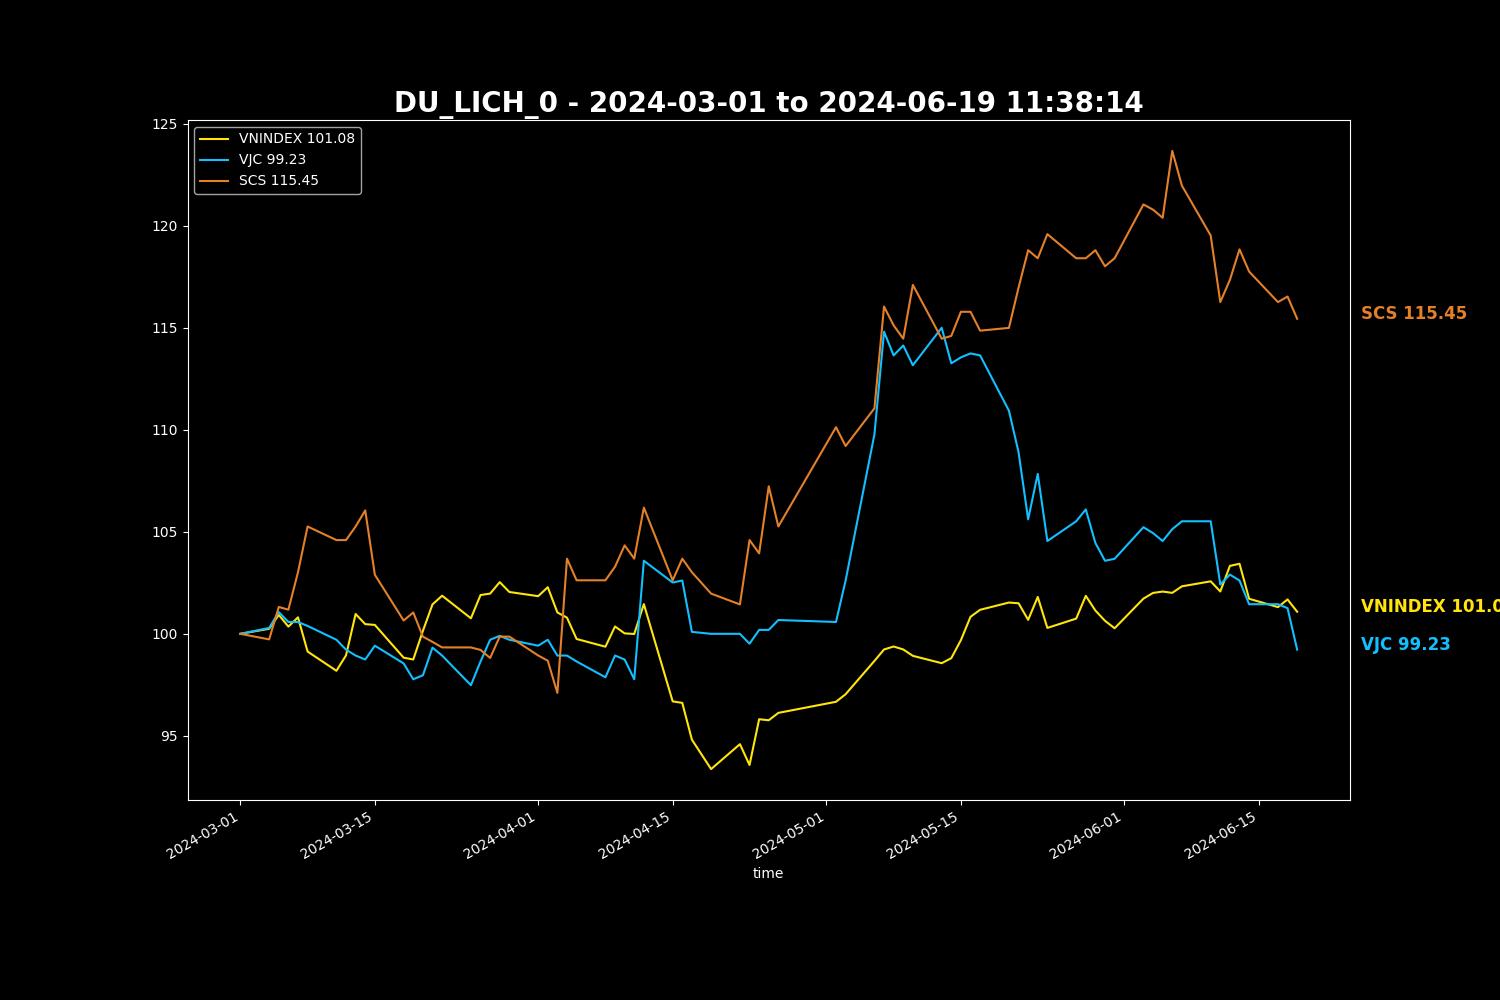 DU_LICH_0 - 2024-03-01 to 2024-06-19 11:38:14
125
120
115
110
105
100
95
VNINDEX 101.08
VJC 99.23
SCS 115.45
SCS 115.45
VNINDEX 101.0
VJC 99.23
2024-03-01
2024-03-15
2024-04-01
2024-04-15
2024-05-01
2024-05-15
2024-06-01
2024-06-15
time